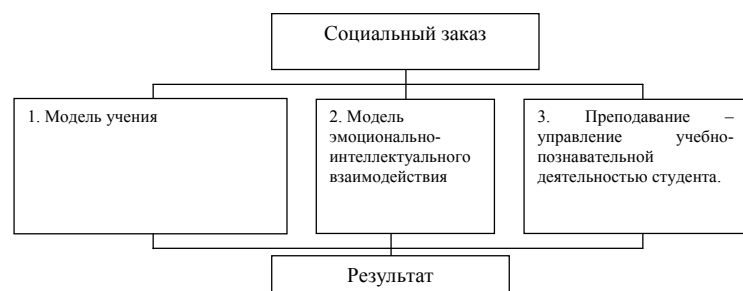 Социальный заказ
1. Модель учения
2. Модель
эмоционально-
интеллектуального
взаимодействия
3. Преподавание –
управление учебно-
познавательной
деятельностью студента.
Результат